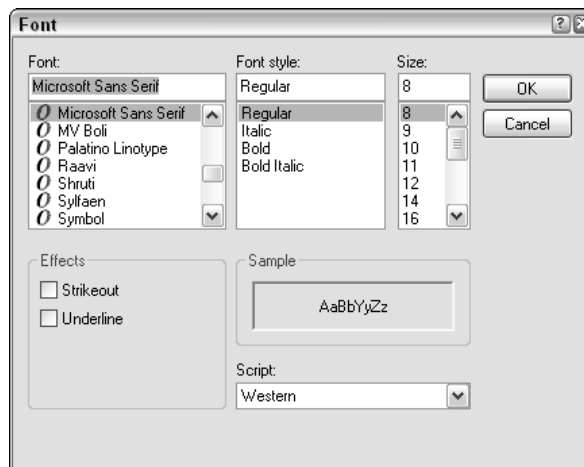 Font
Font:
Font style:
Size:
Microsoft Sans Serif
Regular
8
OK
Cancel
Microsoft Sans Serif
MV Boli
Palatino Linotype
Raavi
Shruti
Sylfaen
Symbol
Regular
Italic
Bold
Bold Italic
8
9
10
11
12
14
16
Effects
Strikeout
Underline
Sample
AaBbYyZz
Script:
Western